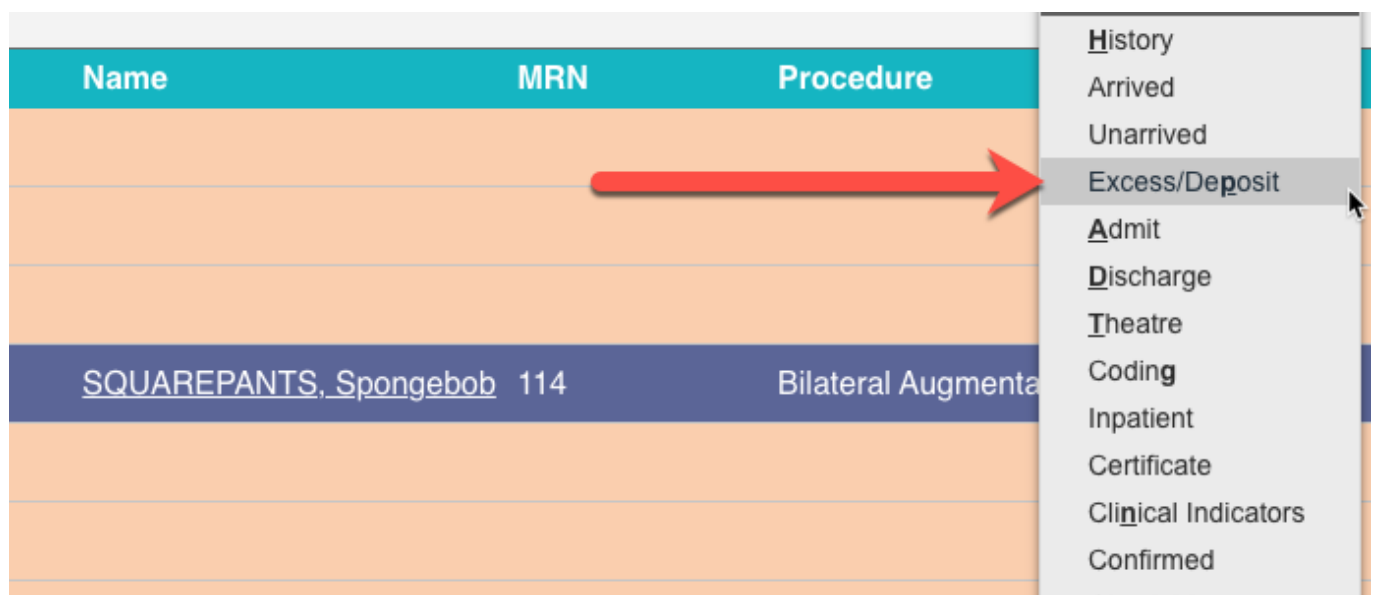 Name MRN Procedure
SQUAREPANTS, Spongebob 114 Bilateral Augmenta
History
Arrived
Unarrived
Excess/Deposit
Admit
Discharge
Theatre
Coding
Inpatient
Certificate
Clinical Indicators
Confirmed